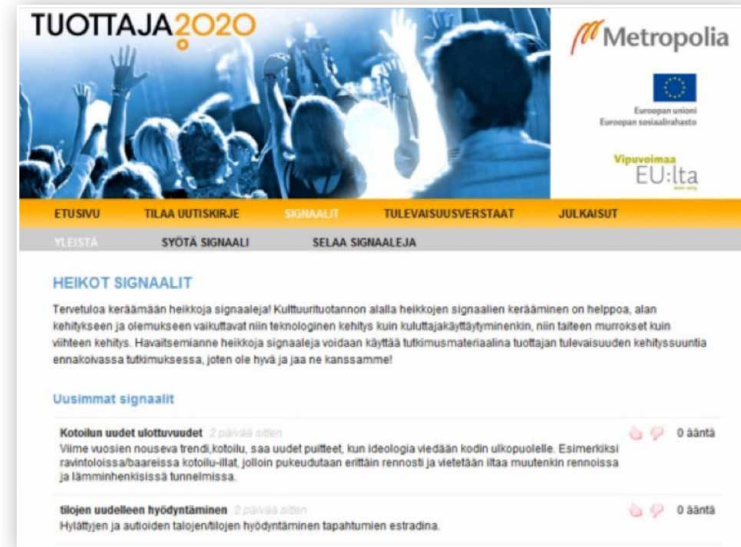 TUOTTAJA2020
Metropolia
Euroopan unioni
Euroopan sosiaalirahasto
Vipuvoimaa
EU:lta
ETUSIVU TILAA UUTISKIRJE SIGNAALIT TULEVAISUUSVERSTAAT JULKAISUT
YLEISTÄ SYÖTÄ SIGNAALI SELAA SIGNAALEJA
HEIKOT SIGNAALIT
Tervetuloa keräämään heikkoja signaaleja! Kulttuurituotannon alalla heikkojen signaalien kerääminen on helppoa, alan
kehitykseen ja olemukseen vaikuttavat niin teknologinen kehitys kuin kuluttajakäyttäytyminenkin, niin taiteen murrokset kuin
viihteen kehitys. Havaitsemianne heikkoja signaaleja voidaan käyttää tutkimusmateriaalina tuottajan tulevaisuuden kehityssuuntia
ennakoivassa tutkimuksessa, joten ole hyvä ja jaa ne kanssamme!
Uusimmat signaalit
Kotoilun uudet ulottuvuudet 2 päivää sitten 0 ääntä
Viime vuosien nouseva trendi,kotoilu, saa uudet puitteet, kun ideologia viedään kodin ulkopuolelle. Esimerkiksi
ravintoloissa/baareissa kotoilu-illat, jolloin pukeudutaan erittäin rennosti ja vietetään iltaa muutenkin rennoissa
ja lämminhenkisissä tunnelmissa.
tilojen uudelleen hyödyntäminen 2 päivää sitten 0 ääntä
Hylättyjen ja autioiden talojen/tilojen hyödyntäminen tapahtumien estradina.